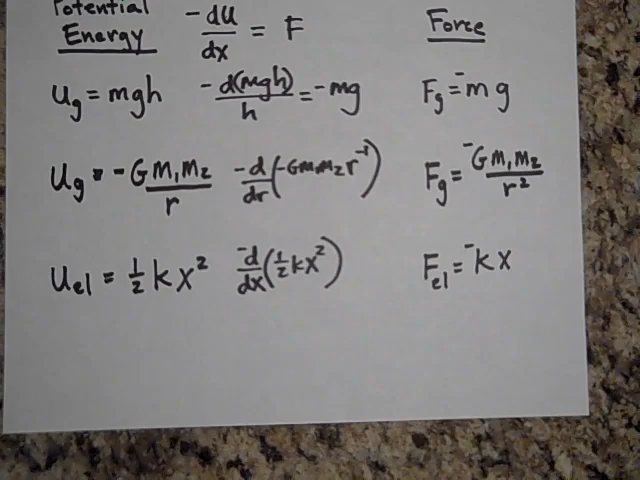 Potential
Energy -dU/dx = F Force
Ug = mgh -d(mgh)/h = -mg Fg = -mg
Ug = -Gm₁m₂/r -d/dr(-Gm₁m₂r⁻¹) Fg = -Gm₁m₂/r²
Uel = ½kx² -d/dx(½kx²) Fel = -kx